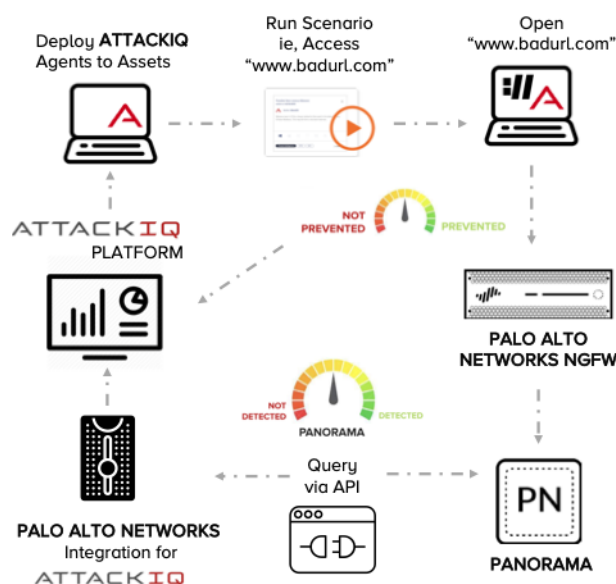 Deploy ATTACKIQ
Agents to Assets
Run Scenario
ie, Access
“www.badurl.com”
Open
“www.badurl.com”
ATTACKIQ
PLATFORM
NOT
PREVENTED
PREVENTED
PALO ALTO
NETWORKS NGFW
NOT
DETECTED
DETECTED
PANORAMA
Query
via API
PALO ALTO NETWORKS
Integration for
ATTACKIQ
PN
PANORAMA